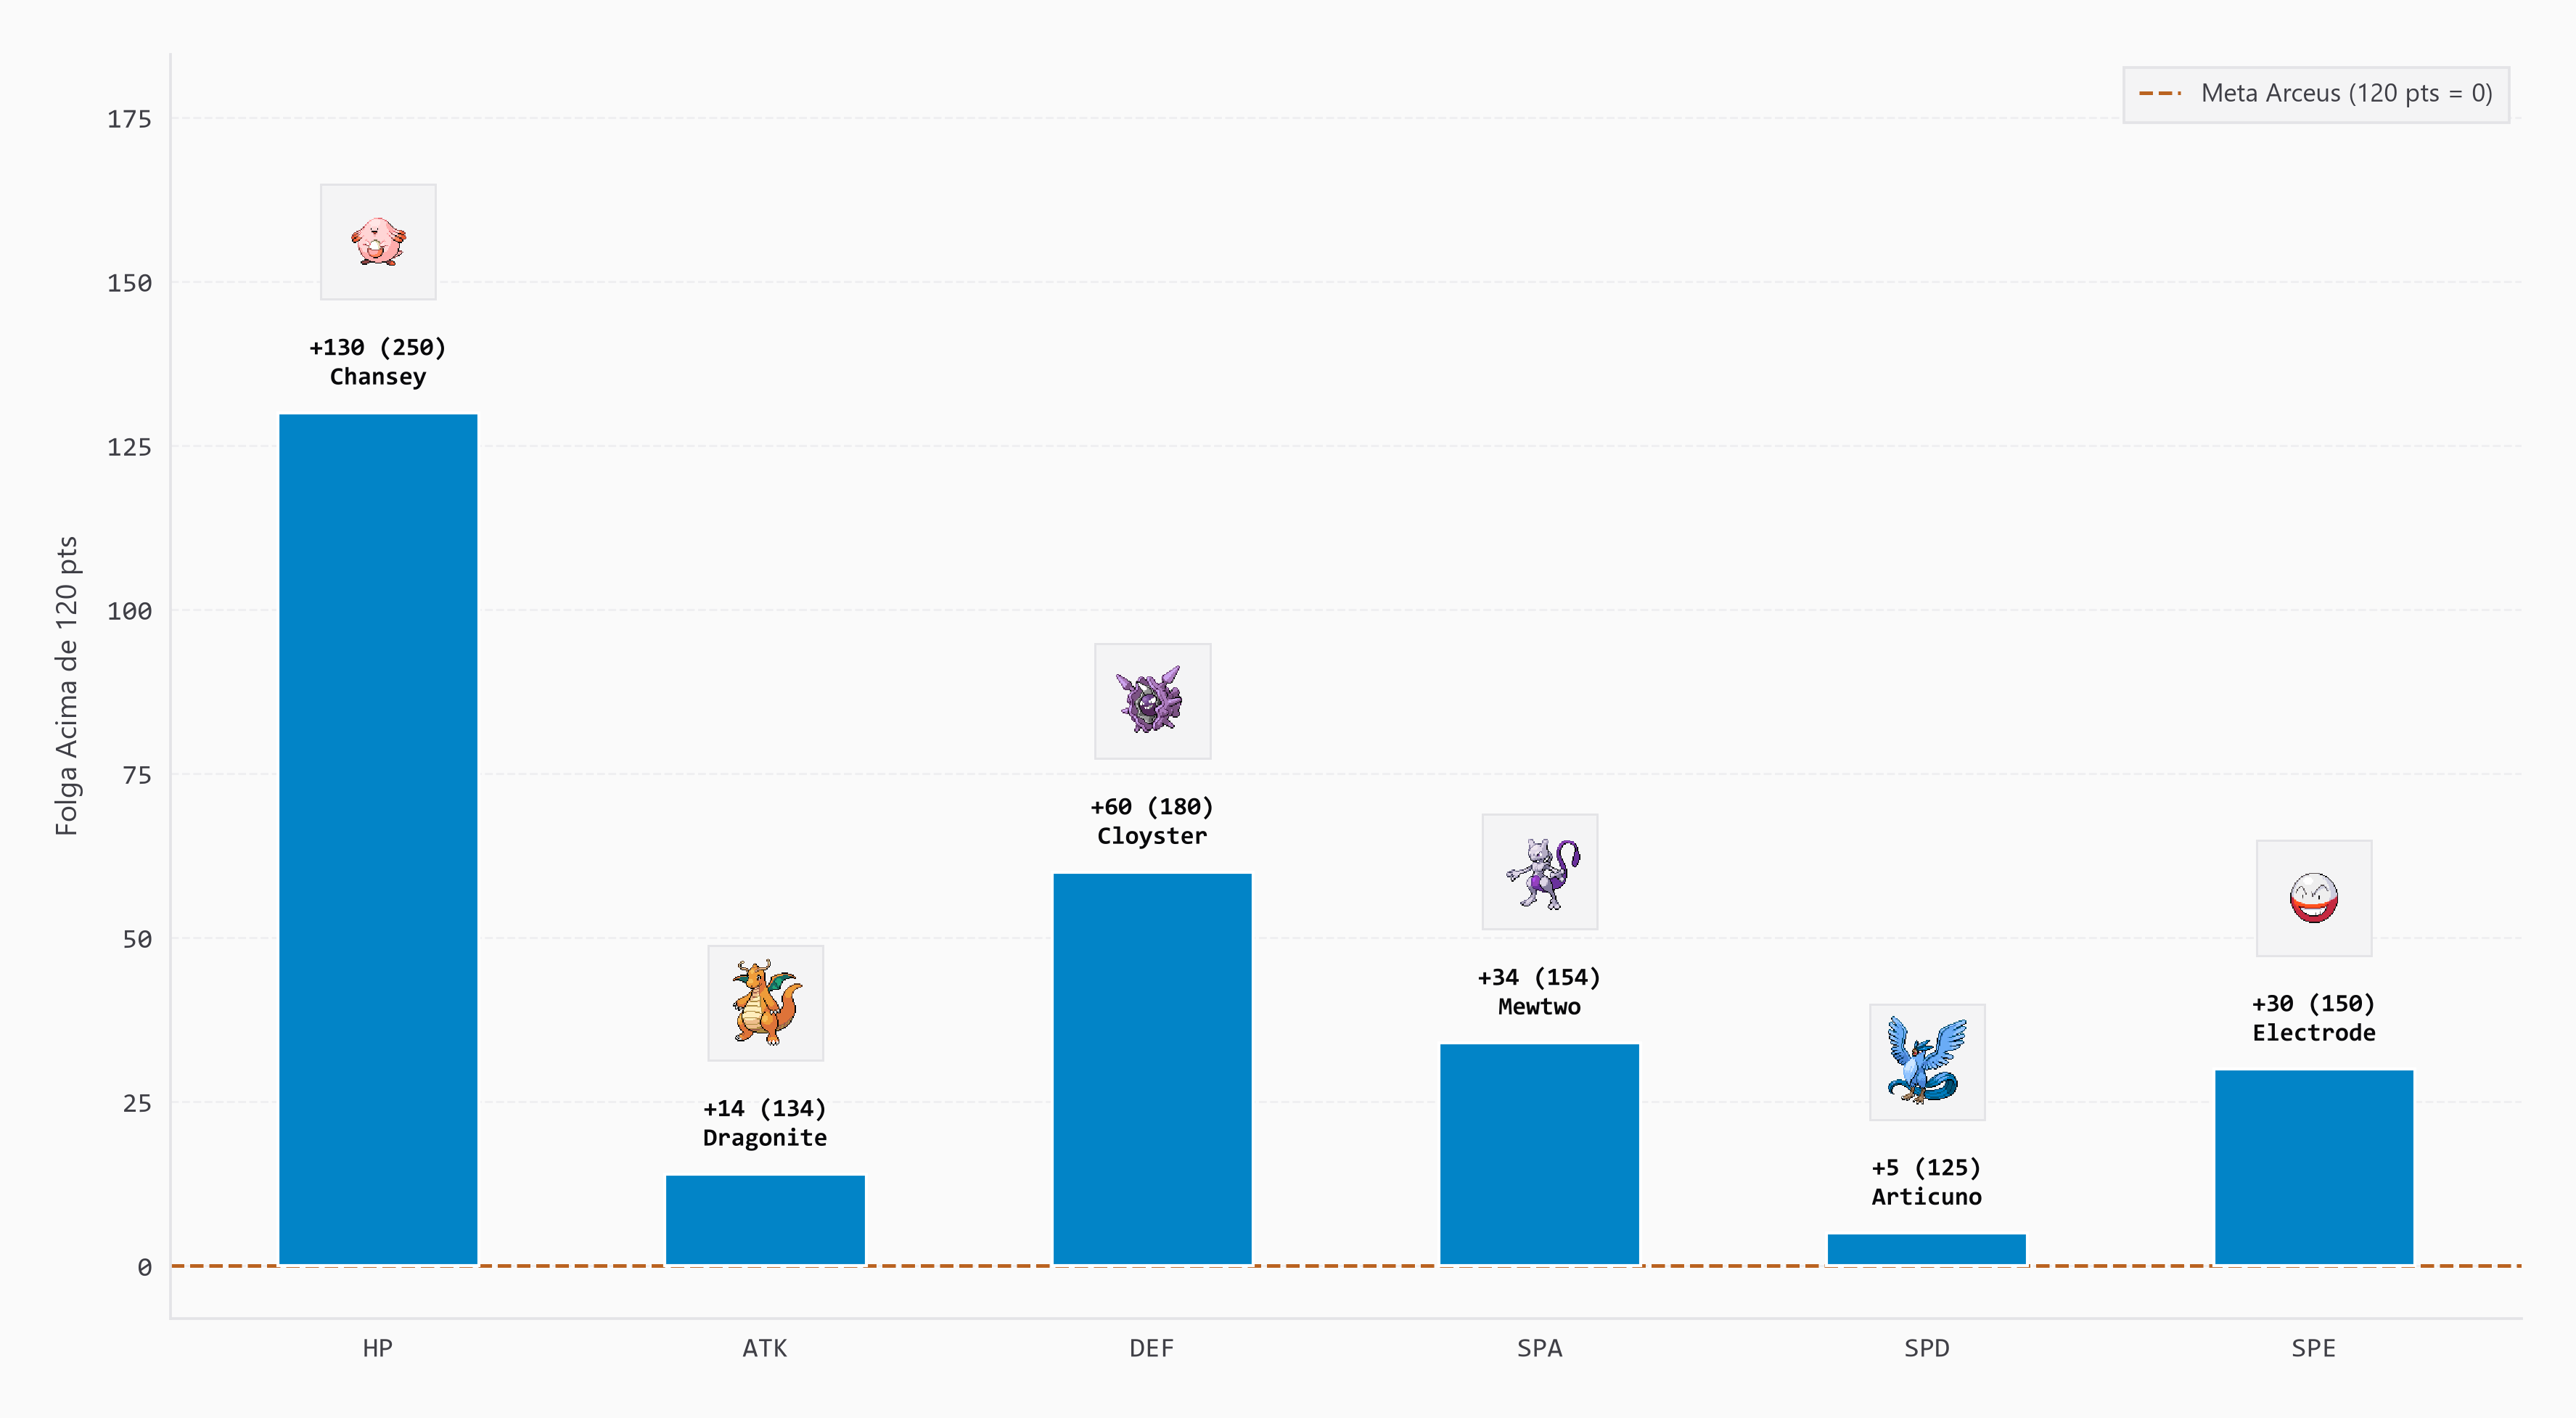 Meta Arceus (120 pts = 0)
Folga Acima de 120 pts
175
150
125
100
75
50
25
0
+130 (250)
Chansey
+14 (134)
Dragonite
+60 (180)
Cloyster
+34 (154)
Mewtwo
+5 (125)
Articuno
+30 (150)
Electrode
HP
ATK
DEF
SPA
SPD
SPE